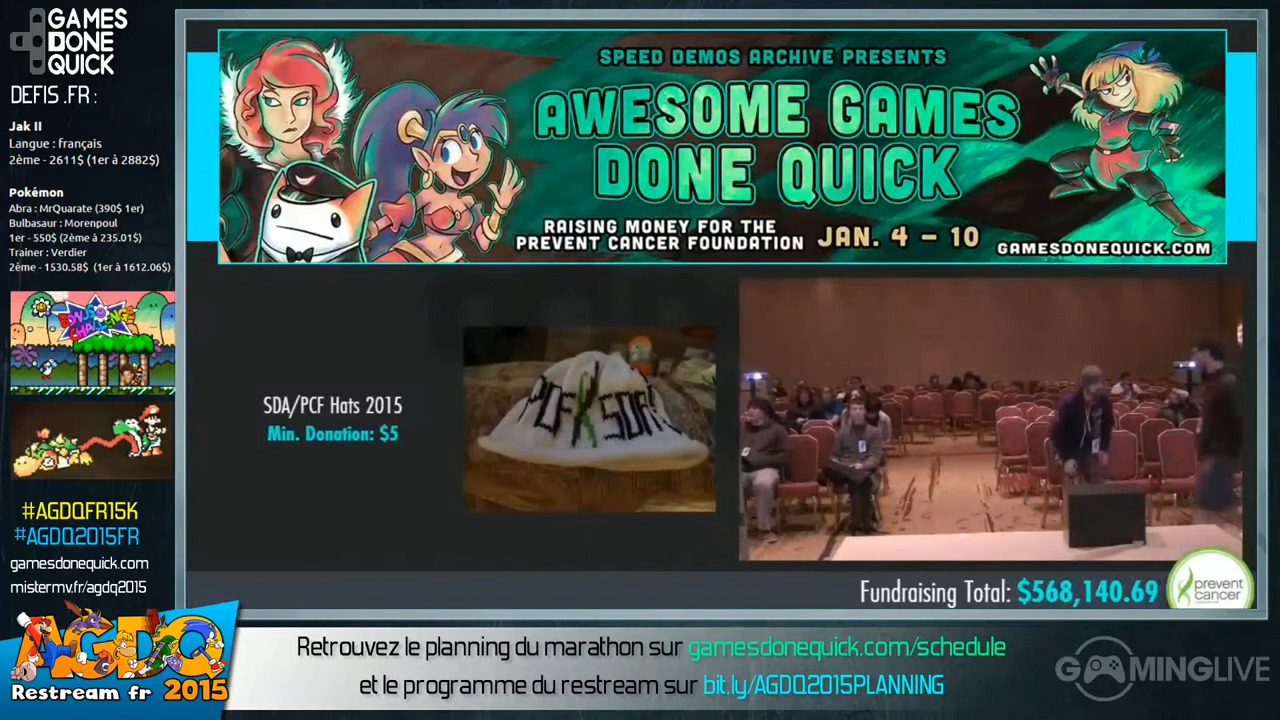 GAMES
DONE
QUICK
DEFIS .FR :
Jak II
Langue : français
2ème - 2611$ (1er à 2882$)
Pokémon
Abra : MrQuarate (390$ 1er)
Bulbasaur : Morenpoul
1er - 550$ (2ème à 235.01$)
Trainer : Verdier
2ème - 1530.58$ (1er à 1612.06$)
BONUS
CHALLENGE
#AGDQFR15K
#AGDQ2015FR
gamesdonequick.com
mistermv.fr/agdq2015
AGDQ
Restream fr 2015
SPEED DEMOS ARCHIVE PRESENTS
AWESOME GAMES
DONE QUICK
RAISING MONEY FOR THE
PREVENT CANCER FOUNDATION
JAN. 4 – 10
GAMESDONEQUICK.COM
SDA/PCF Hats 2015
Min. Donation: $5
PCF SDA!
Fundraising Total: $568,140.69
prevent
cancer
Retrouvez le planning du marathon sur gamesdonequick.com/schedule
et le programme du restream sur bit.ly/AGDQ2015PLANNING
GAMINGLIVE